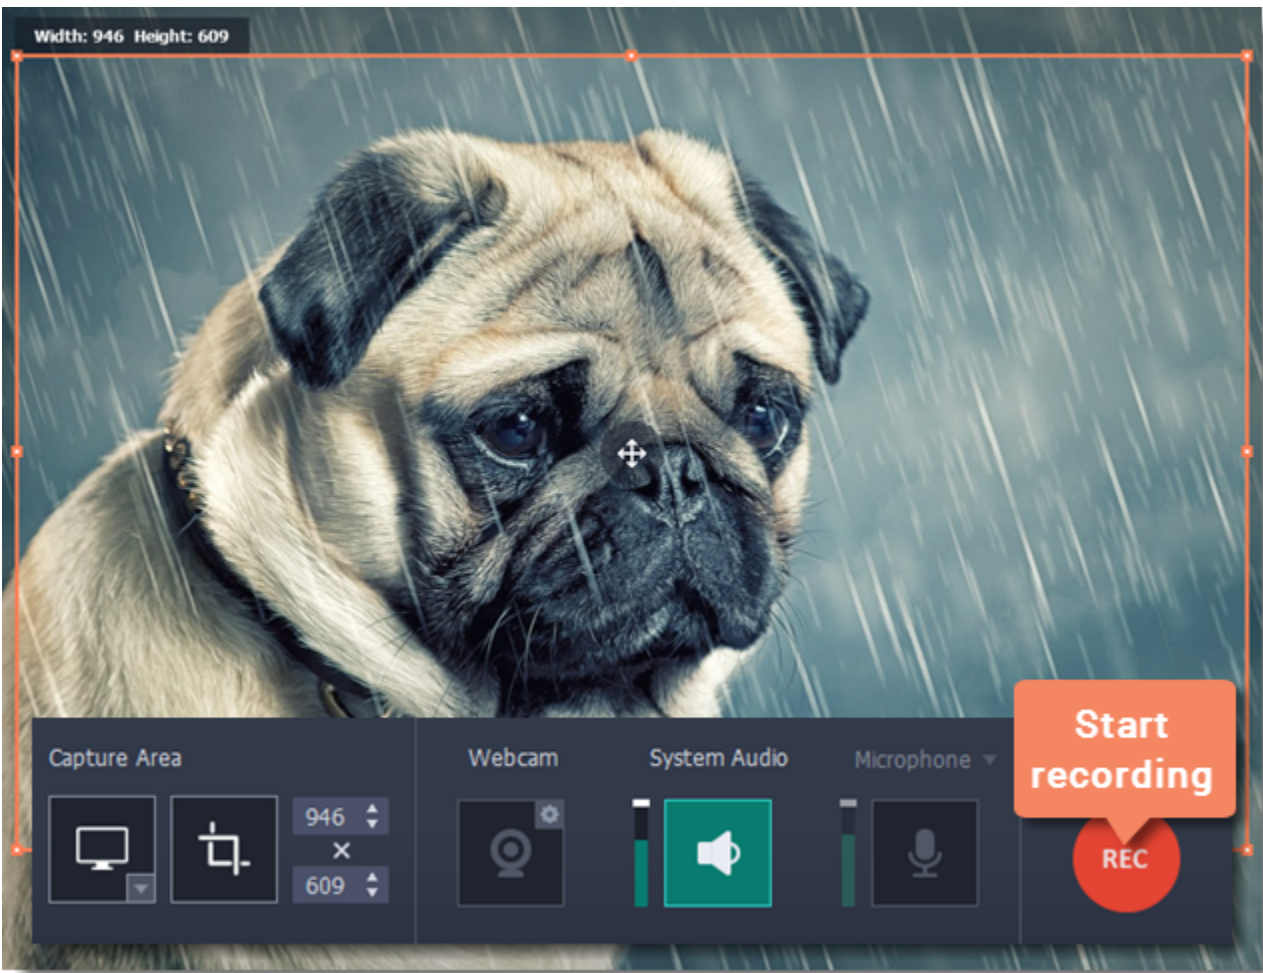 Width: 946 Height: 609
Capture Area
Webcam
System Audio
Microphone
Start
recording
946
×
609
REC